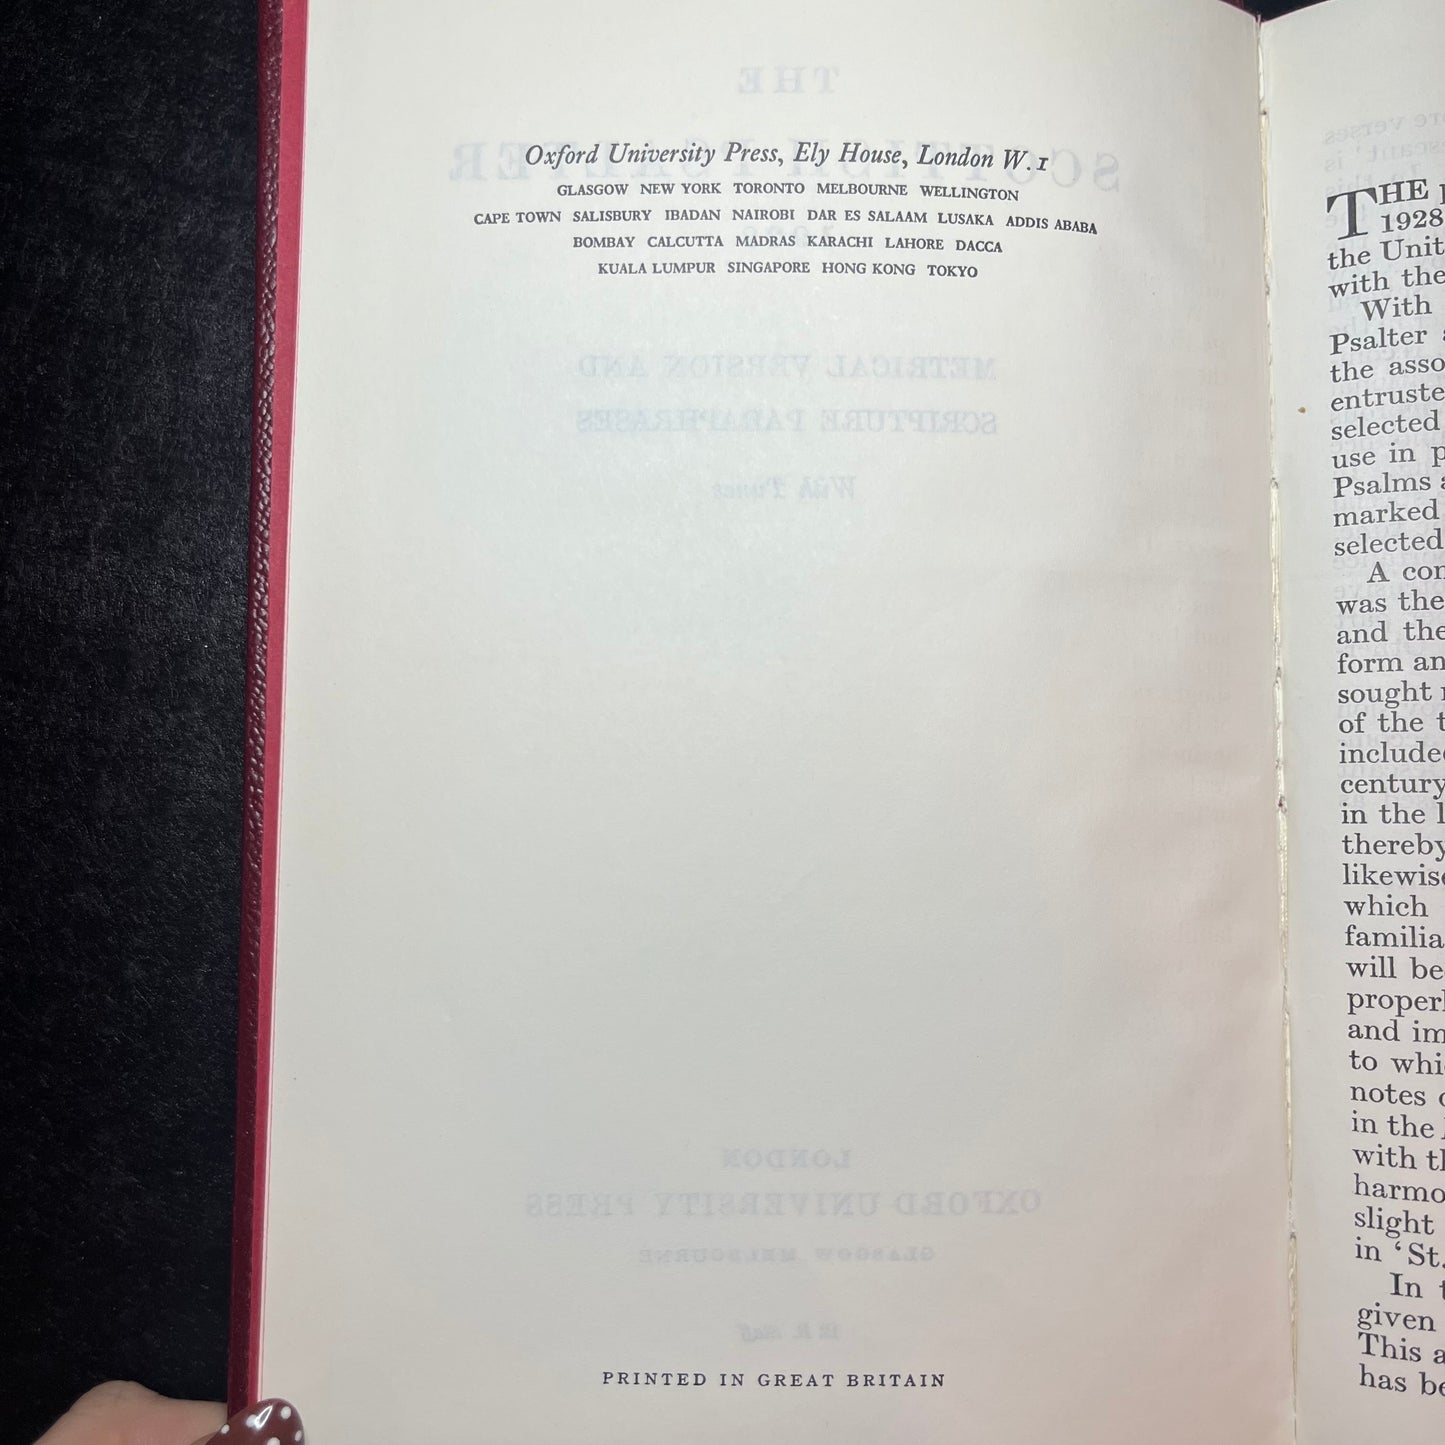 Oxford University Press, Ely House, London W.1
GLASGOW NEW YORK TORONTO MELBOURNE WELLINGTON
CAPE TOWN SALISBURY IBADAN NAIROBI DAR ES SALAAM LUSAKA ADDIS ABABA
BOMBAY CALCUTTA MADRAS KARACHI LAHORE DACCA
KUALA LUMPUR SINGAPORE HONG KONG TOKYO
PRINTED IN GREAT BRITAIN
THE
1928
the Unit
with the
With
Psalter
the asso
entruste
selected
use in
Psalms
marked
selected
A con
was the
and the
form an
sought
of the
include
century
in the
thereby
likewise
which
familia
will be
proper
and im
to whi
notes
in the
with
harmo
slight
in ‘St.
In
given
This
has be